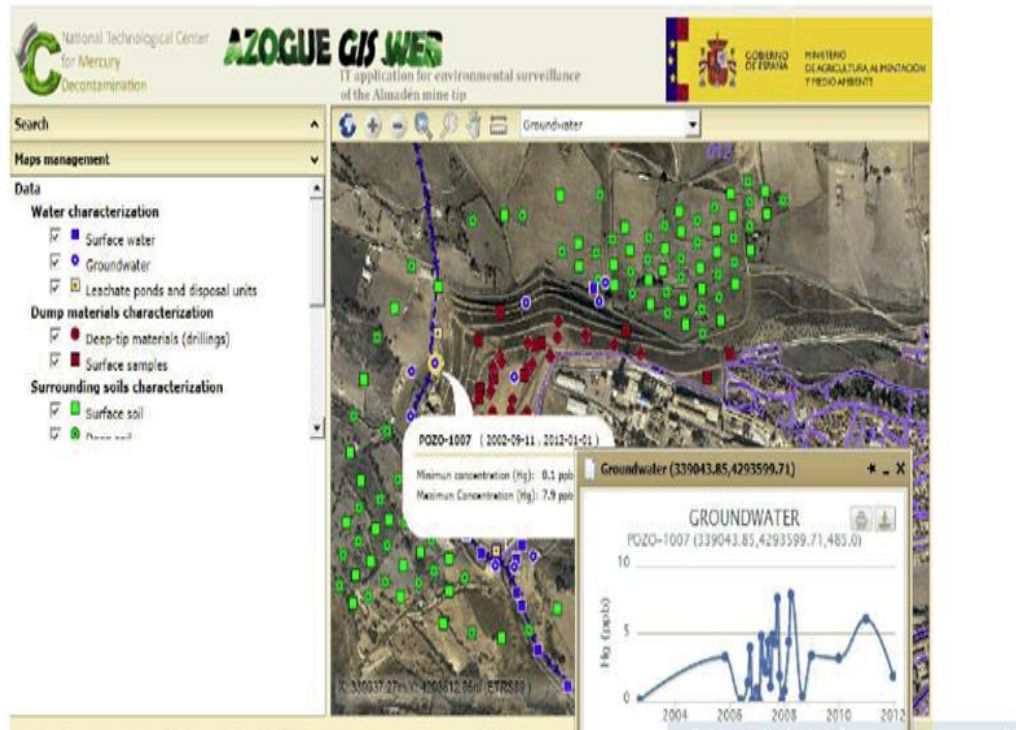 National Technological Center
for Mercury
Decontamination
AZOGUE GIS WEB
IT application for environmental surveillance
of the Almadén mine tip
GOBIERNO
DE ESPAÑA
MINISTERIO
DE AGRICULTURA, ALIMENTACIÓN
Y MEDIO AMBIENTE
Search
Maps management
Data
Water characterization
Surface water
Groundwater
Leachate ponds and disposal units
Dump materials characterization
Deep-tip materials (drillings)
Surface samples
Surrounding soils characterization
Surface soil
Groundwater
POZO-1007 ( 2002-09-11 , 2012-01-01 )
Minimun concentration (Hg): 0.1 ppb
Maximun Concentration (Hg): 7.9 ppb
Groundwater (339043.85,4293599.71)
GROUNDWATER
POZO-1007 (339043.85,4293599.71,485.0)
Hg (ppb)
10
5
0
2004 2006 2008 2010 2012